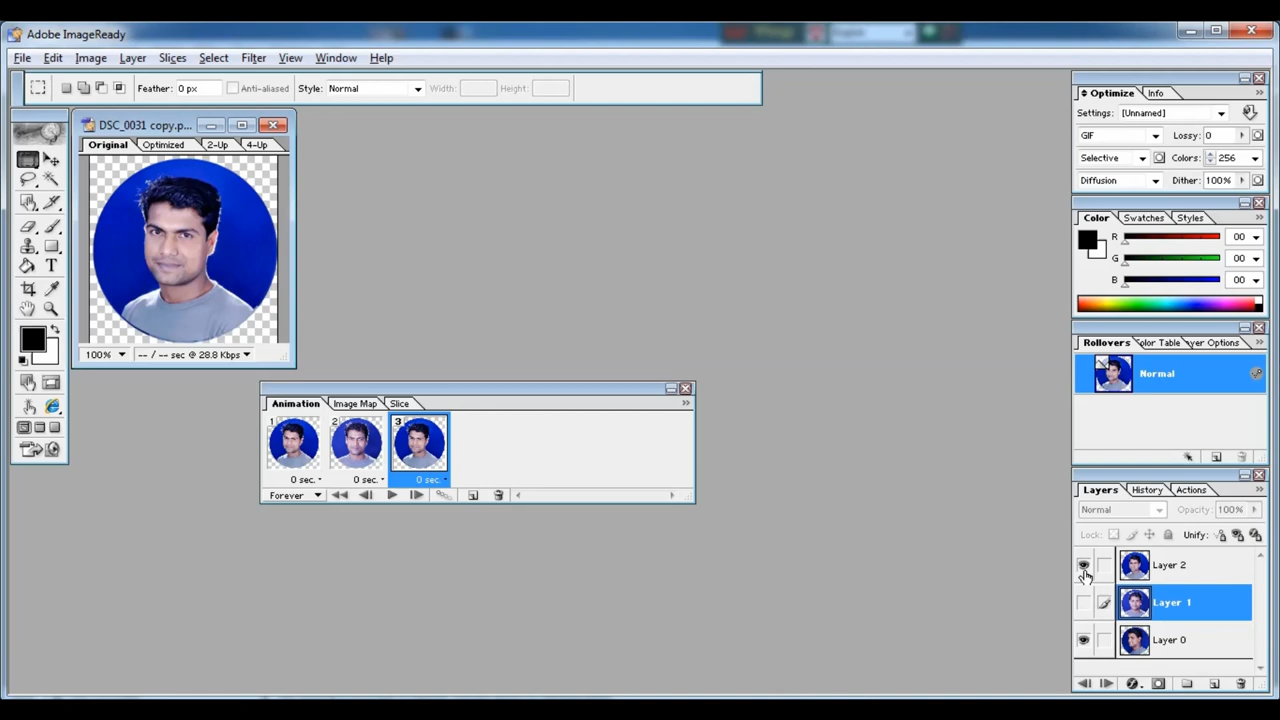 Adobe ImageReady
File Edit Image Layer Slices Select Filter View Window Help
Feather: 0 px Anti-aliased Style: Normal Width: Height:
DSC_0031 copy.p...
Original Optimized 2-Up 4-Up
100% -- / -- sec @ 28.8 Kbps
Animation Image Map Slice
1 2 3
0 sec. 0 sec. 0 sec.
Forever
Optimize Info
Settings: [Unnamed]
GIF Lossy: 0
Selective Colors: 256
Diffusion Dither: 100%
Color Swatches Styles
R 00
G 00
B 00
Rollovers Color Table yer Options
Normal
Layers History Actions
Normal Opacity: 100%
Lock: Unify:
Layer 2
Layer 1
Layer 0